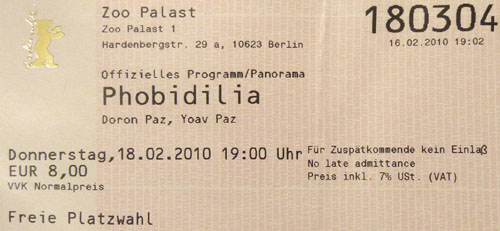 Zoo Palast
Zoo Palast 1
Hardenbergstr. 29 a, 10623 Berlin
180304
16.02.2010 19:02
Offizielles Programm/Panorama
Phobidilia
Doron Paz, Yoav Paz
Donnerstag, 18.02.2010 19:00 Uhr
EUR 8,00
VVK Normalpreis
Für Zuspätkommende kein Einlaß
No late admittance
Preis inkl. 7% USt. (VAT)
Freie Platzwahl